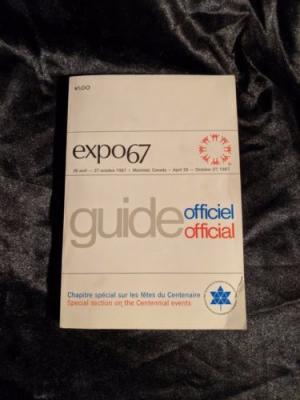 $1.00
expo67
28 avril — 27 octobre 1967 • Montréal, Canada • April 28 — October 27, 1967
guide officiel
official
Chapitre spécial sur les fêtes du Centenaire
Special section on the Centennial events